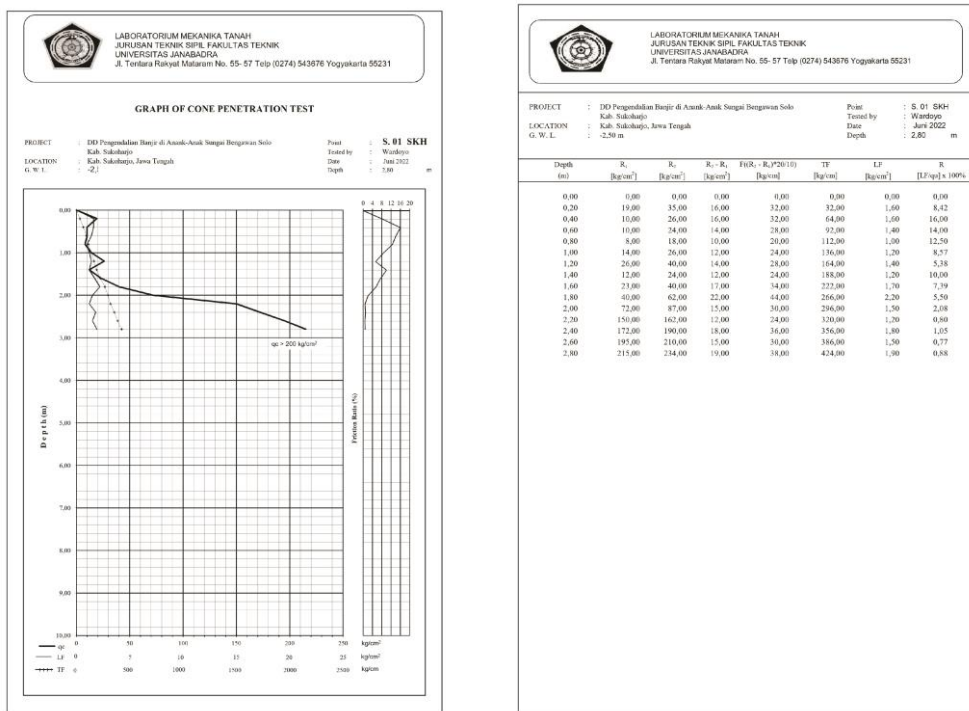 LABORATORIUM MEKANIKA TANAH
JURUSAN TEKNIK SIPIL FAKULTAS TEKNIK
UNIVERSITAS JANABADRA
Jl. Tentara Rakyat Mataram No. 55- 57 Telp (0274) 543676 Yogyakarta 55231
GRAPH OF CONE PENETRATION TEST
PROJECT : DD Pengendalian Banjir di Anank-Anak Sungai Bengawan Solo Point : S. 01 SKH
Kab. Sukoharjo Tested by : Wardoyo
LOCATION : Kab. Sukoharjo, Jawa Tengah Date : Juni 2022
G. W. L. : -2, Depth : 2,80 m
0 4 8 12 16 20
0,00
1,00
2,00
3,00
4,00
5,00
6,00
7,00
8,00
9,00
10,00
qc > 200 kg/cm²
Depth (m)
Friction Ratio (%)
qc 0 50 100 150 200 250 kg/cm²
LF 0 5 10 15 20 25 kg/cm²
TF 0 500 1000 1500 2000 2500 kg/cm
LABORATORIUM MEKANIKA TANAH
JURUSAN TEKNIK SIPIL FAKULTAS TEKNIK
UNIVERSITAS JANABADRA
Jl. Tentara Rakyat Mataram No. 55- 57 Telp (0274) 543676 Yogyakarta 55231
PROJECT : DD Pengendalian Banjir di Anank-Anak Sungai Bengawan Solo Point : S. 01 SKH
Kab. Sukoharjo Tested by : Wardoyo
LOCATION : Kab. Sukoharjo, Jawa Tengah Date : Juni 2022
G. W. L. : -2,50 m Depth : 2,80 m
Depth R₁ R₂ R₂ - R₁ F((R₂ - R₁)*20/10) TF LF R
(m) [kg/cm²] [kg/cm²] [kg/cm²] [kg/cm] [kg/cm] [kg/cm²] [LF/qc] x 100%
0,00 0,00 0,00 0,00 0,00 0,00 0,00 0,00
0,20 19,00 35,00 16,00 32,00 32,00 1,60 8,42
0,40 10,00 26,00 16,00 32,00 64,00 1,60 16,00
0,60 10,00 24,00 14,00 28,00 92,00 1,40 14,00
0,80 8,00 18,00 10,00 20,00 112,00 1,00 12,50
1,00 14,00 26,00 12,00 24,00 136,00 1,20 8,57
1,20 26,00 40,00 14,00 28,00 164,00 1,40 5,38
1,40 12,00 24,00 12,00 24,00 188,00 1,20 10,00
1,60 23,00 40,00 17,00 34,00 222,00 1,70 7,39
1,80 40,00 62,00 22,00 44,00 266,00 2,20 5,50
2,00 72,00 87,00 15,00 30,00 296,00 1,50 2,08
2,20 150,00 162,00 12,00 24,00 320,00 1,20 0,80
2,40 172,00 190,00 18,00 36,00 356,00 1,80 1,05
2,60 195,00 210,00 15,00 30,00 386,00 1,50 0,77
2,80 215,00 234,00 19,00 38,00 424,00 1,90 0,88